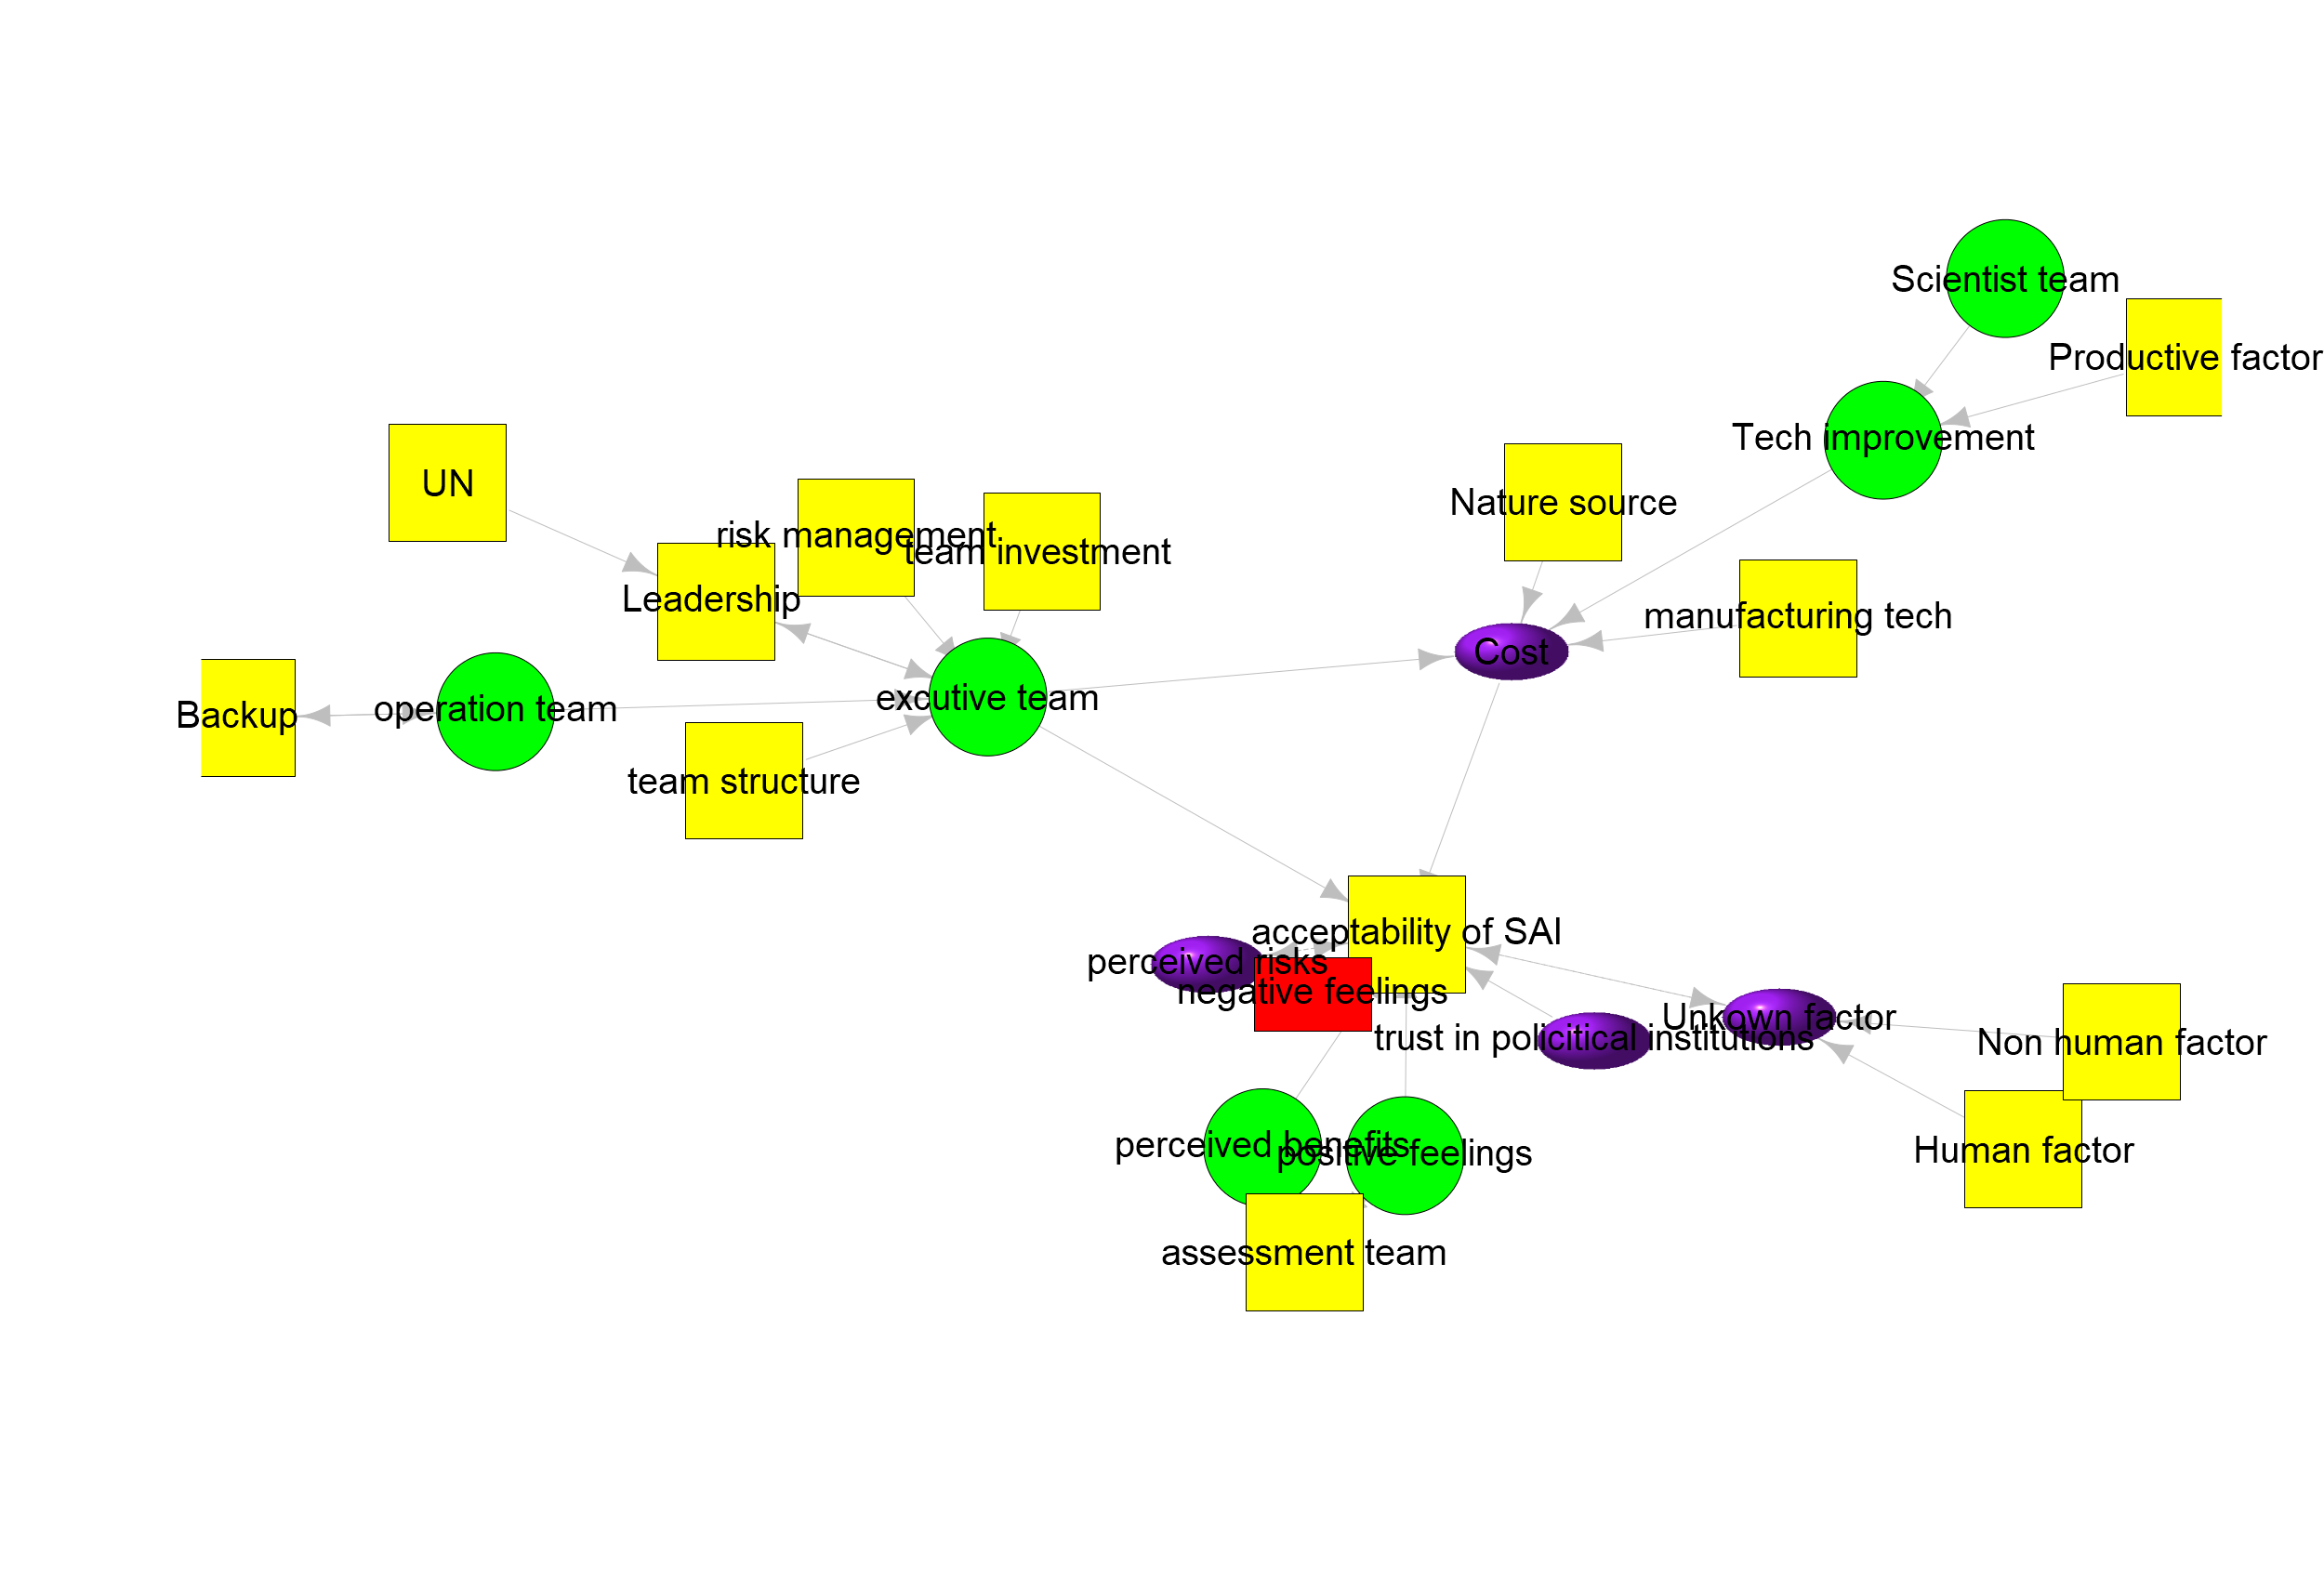 Scientist team
Productive factor
Tech improvement
UN
Nature source
risk management
team investment
Leadership
manufacturing tech
Cost
excutive team
operation team
Backup
team structure
acceptability of SAI
perceived risks
negative feelings
Unkown factor
trust in policitical institutions
Non human factor
perceived benefits
positive feelings
Human factor
assessment team